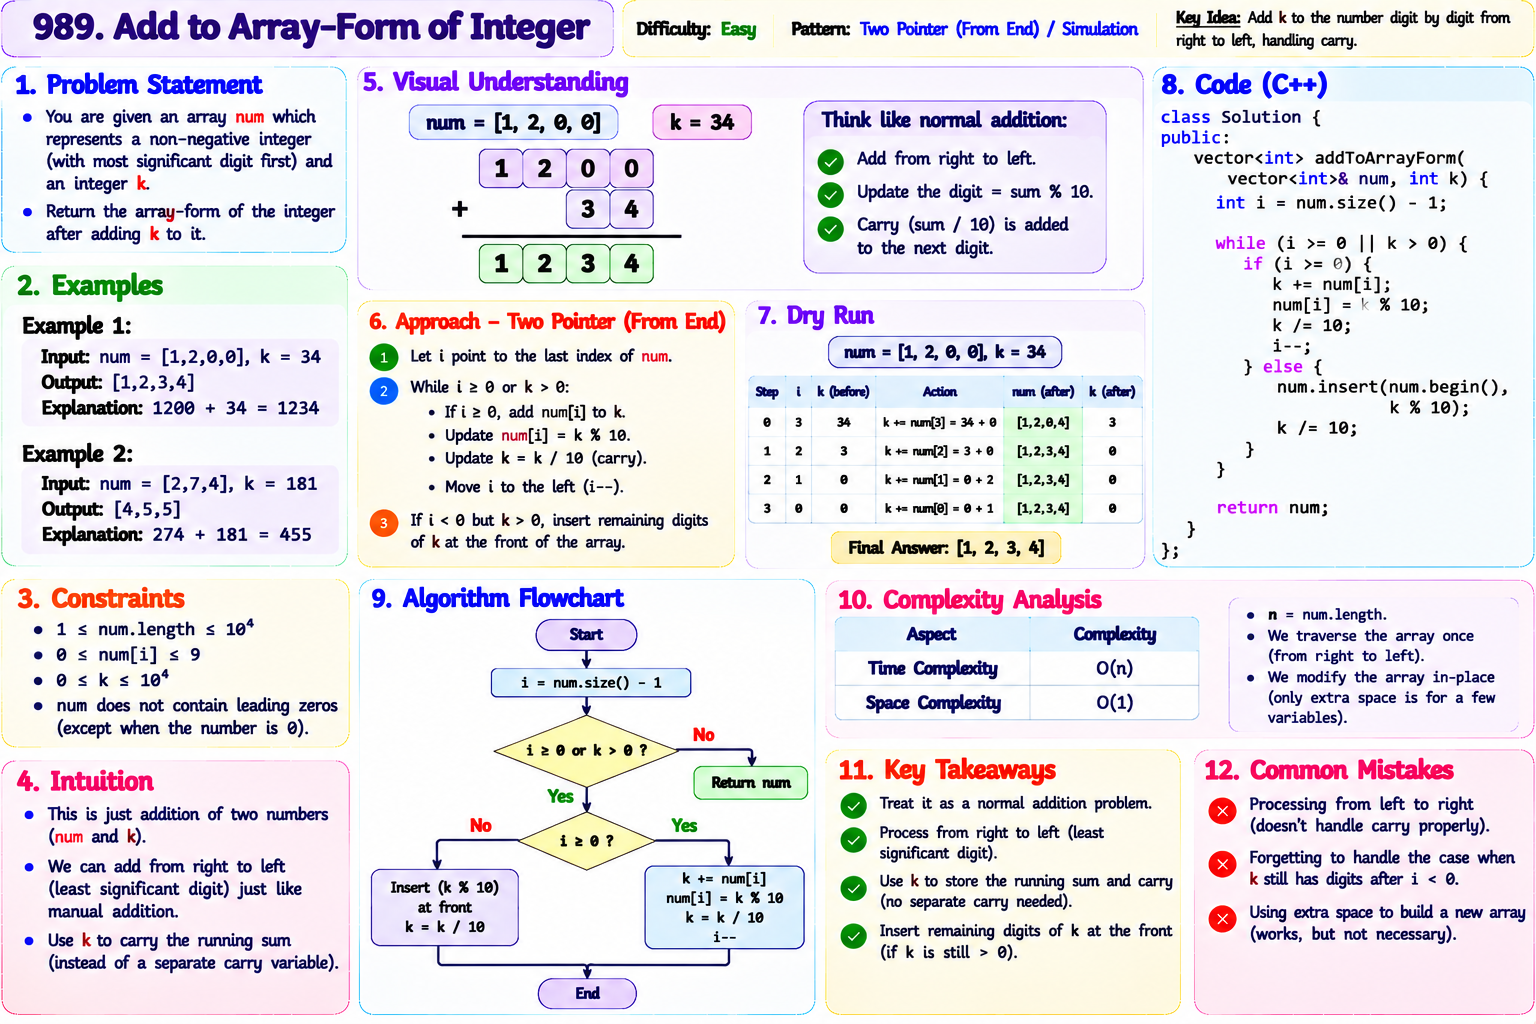 989. Add to Array-Form of Integer
Difficulty: Easy
Pattern: Two Pointer (From End) / Simulation
Key Idea: Add k to the number digit by digit from
right to left, handling carry.
1. Problem Statement
• You are given an array num which
represents a non-negative integer
(with most significant digit first) and
an integer k.
• Return the array-form of the integer
after adding k to it.
2. Examples
Example 1:
Input: num = [1,2,0,0], k = 34
Output: [1,2,3,4]
Explanation: 1200 + 34 = 1234
Example 2:
Input: num = [2,7,4], k = 181
Output: [4,5,5]
Explanation: 274 + 181 = 455
3. Constraints
• 1 ≤ num.length ≤ 10⁴
• 0 ≤ num[i] ≤ 9
• 0 ≤ k ≤ 10⁴
• num does not contain leading zeros
(except when the number is 0).
4. Intuition
• This is just addition of two numbers
(num and k).
• We can add from right to left
(least significant digit) just like
manual addition.
• Use k to carry the running sum
(instead of a separate carry variable).
5. Visual Understanding
num = [1, 2, 0, 0]
k = 34
1 2 0 0
+ 3 4
1 2 3 4
Think like normal addition:
Add from right to left.
Update the digit = sum % 10.
Carry (sum / 10) is added
to the next digit.
6. Approach – Two Pointer (From End)
1 Let i point to the last index of num.
2 While i ≥ 0 or k > 0:
• If i ≥ 0, add num[i] to k.
• Update num[i] = k % 10.
• Update k = k / 10 (carry).
• Move i to the left (i--).
3 If i < 0 but k > 0, insert remaining digits
of k at the front of the array.
7. Dry Run
num = [1, 2, 0, 0], k = 34
Step i k (before) Action num (after) k (after)
0 3 34 k += num[3] = 34 + 0 [1,2,0,4] 3
1 2 3 k += num[2] = 3 + 0 [1,2,3,4] 0
2 1 0 k += num[1] = 0 + 2 [1,2,3,4] 0
3 0 0 k += num[0] = 0 + 1 [1,2,3,4] 0
Final Answer: [1, 2, 3, 4]
8. Code (C++)
class Solution {
public:
vector<int> addToArrayForm(
vector<int>& num, int k) {
int i = num.size() - 1;
while (i >= 0 || k > 0) {
if (i >= 0) {
k += num[i];
num[i] = k % 10;
k /= 10;
i--;
} else {
num.insert(num.begin(),
k % 10);
k /= 10;
}
}
return num;
}
};
9. Algorithm Flowchart
Start
i = num.size() - 1
i ≥ 0 or k > 0 ?
No
Return num
Yes
i ≥ 0 ?
No
Yes
Insert (k % 10)
at front
k = k / 10
k += num[i]
num[i] = k % 10
k = k / 10
i--
End
10. Complexity Analysis
Aspect Complexity
Time Complexity O(n)
Space Complexity O(1)
• n = num.length.
• We traverse the array once
(from right to left).
• We modify the array in-place
(only extra space is for a few
variables).
11. Key Takeaways
Treat it as a normal addition problem.
Process from right to left (least
significant digit).
Use k to store the running sum and carry
(no separate carry needed).
Insert remaining digits of k at the front
(if k is still > 0).
12. Common Mistakes
Processing from left to right
(doesn't handle carry properly).
Forgetting to handle the case when
k still has digits after i < 0.
Using extra space to build a new array
(works, but not necessary).